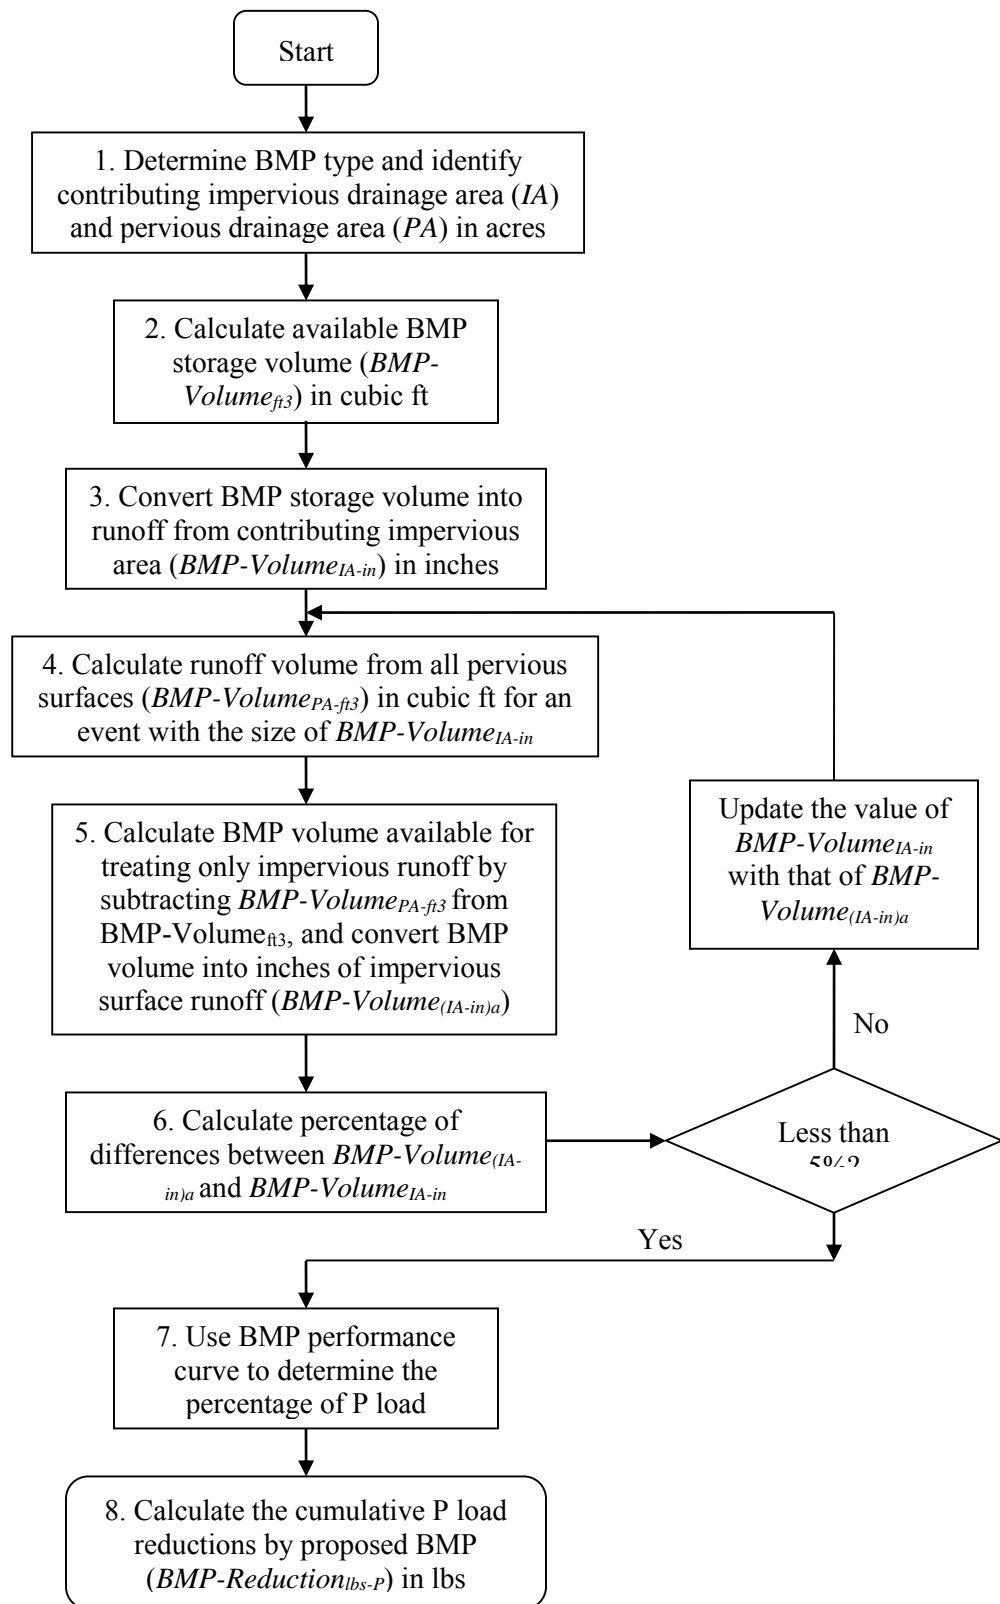 Start
1. Determine BMP type and identify
contributing impervious drainage area (IA)
and pervious drainage area (PA) in acres
2. Calculate available BMP
storage volume (BMP-
Volumeft3) in cubic ft
3. Convert BMP storage volume into
runoff from contributing impervious
area (BMP-VolumeIA-in) in inches
4. Calculate runoff volume from all pervious
surfaces (BMP-VolumePA-ft3) in cubic ft for an
event with the size of BMP-VolumeIA-in
5. Calculate BMP volume available for
treating only impervious runoff by
subtracting BMP-VolumePA-ft3 from
BMP-Volumeft3, and convert BMP
volume into inches of impervious
surface runoff (BMP-Volume(IA-in)a)
Update the value of
BMP-VolumeIA-in
with that of BMP-
Volume(IA-in)a
No
6. Calculate percentage of
differences between BMP-Volume(IA-
in)a and BMP-VolumeIA-in
Less than
5%?
Yes
7. Use BMP performance
curve to determine the
percentage of P load
8. Calculate the cumulative P load
reductions by proposed BMP
(BMP-Reductionlbs-P) in lbs